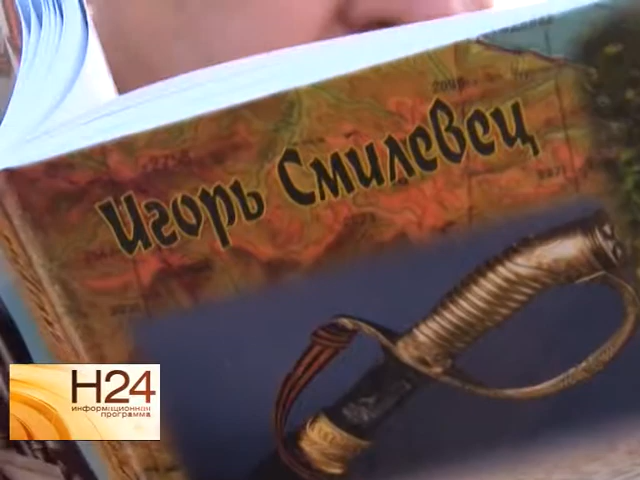 Игорь Смилевец
Н24
информационная
программа